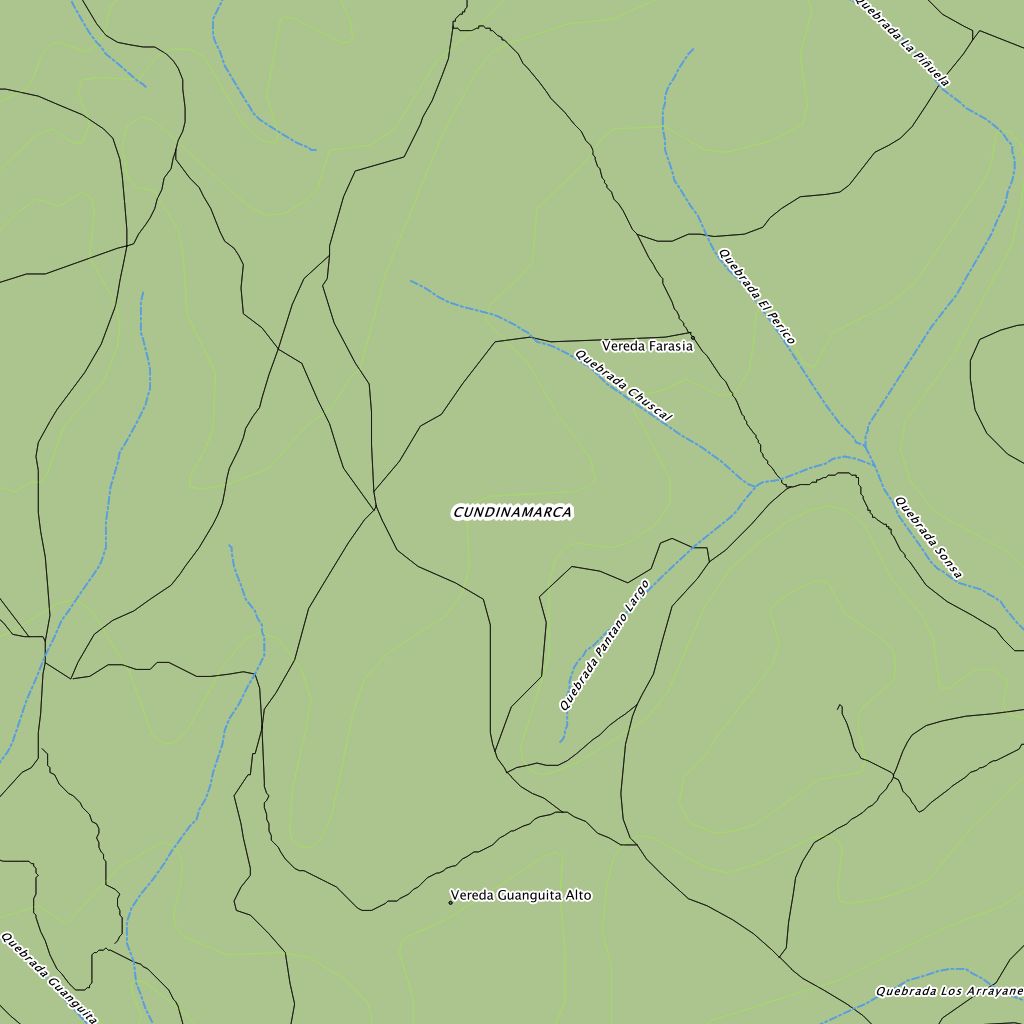 Quebrada La Piñuela
Quebrada El Perico
Vereda Farasia
Quebrada Chuscal
CUNDINAMARCA
Quebrada Sonsa
Quebrada Pantano Largo
Vereda Guanguita Alto
Quebrada Guanguita
Quebrada Los Arrayane